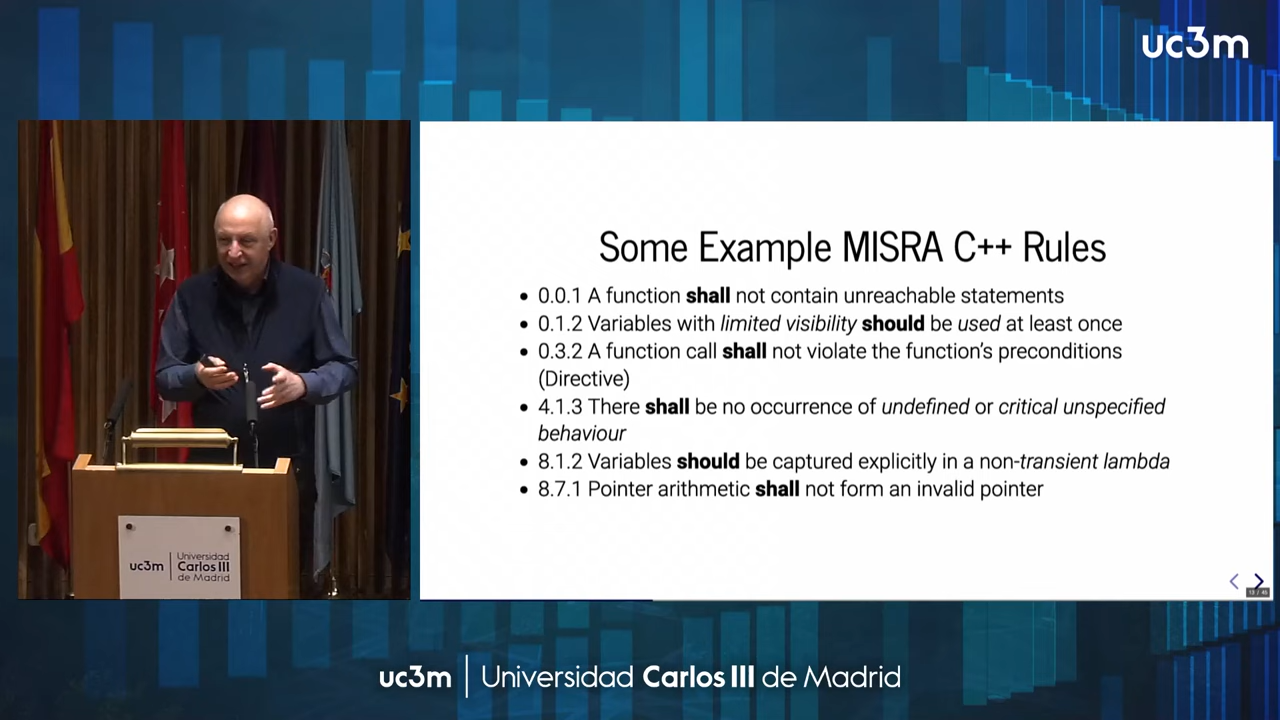 uc3m
Some Example MISRA C++ Rules
• 0.0.1 A function shall not contain unreachable statements
• 0.1.2 Variables with limited visibility should be used at least once
• 0.3.2 A function call shall not violate the function's preconditions
(Directive)
• 4.1.3 There shall be no occurrence of undefined or critical unspecified
behaviour
• 8.1.2 Variables should be captured explicitly in a non-transient lambda
• 8.7.1 Pointer arithmetic shall not form an invalid pointer
uc3m
Universidad
Carlos III
de Madrid
uc3m | Universidad Carlos III de Madrid